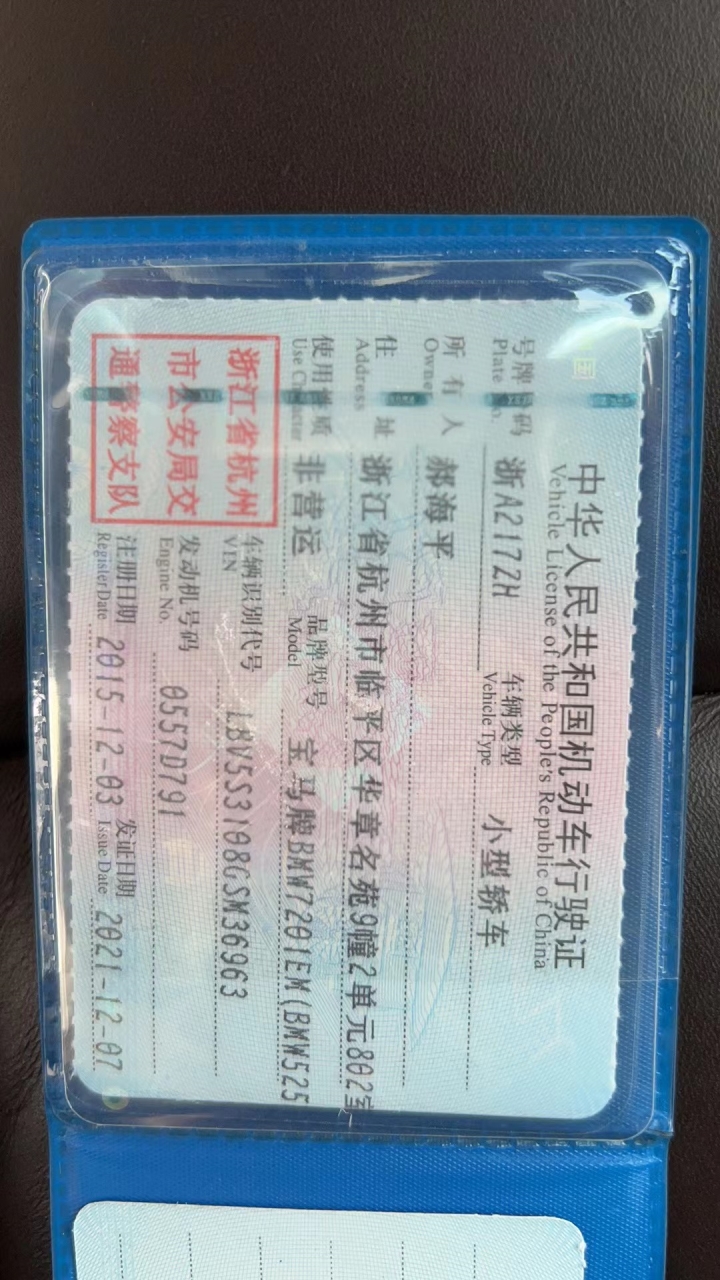 中华人民共和国机动车行驶证
Vehicle License of the People's Republic of China
号牌号码 浙A2172H 车辆类型 小型轿车
Plate No. Vehicle Type
所有人 郝海平
Owner
住址 浙江省杭州市临平区华章名苑9幢2单元802室
Address
使用性质 非营运 品牌型号 宝马牌BMW7201EM(BMW525
Use Character Model
浙江省杭州
市公安局交
通警察支队
车辆识别代号 LBV5S3108GSM36963
VIN
发动机号码 0557D791
Engine No.
注册日期 2015-12-03 发证日期 2021-12-07
Register Date Issue Date